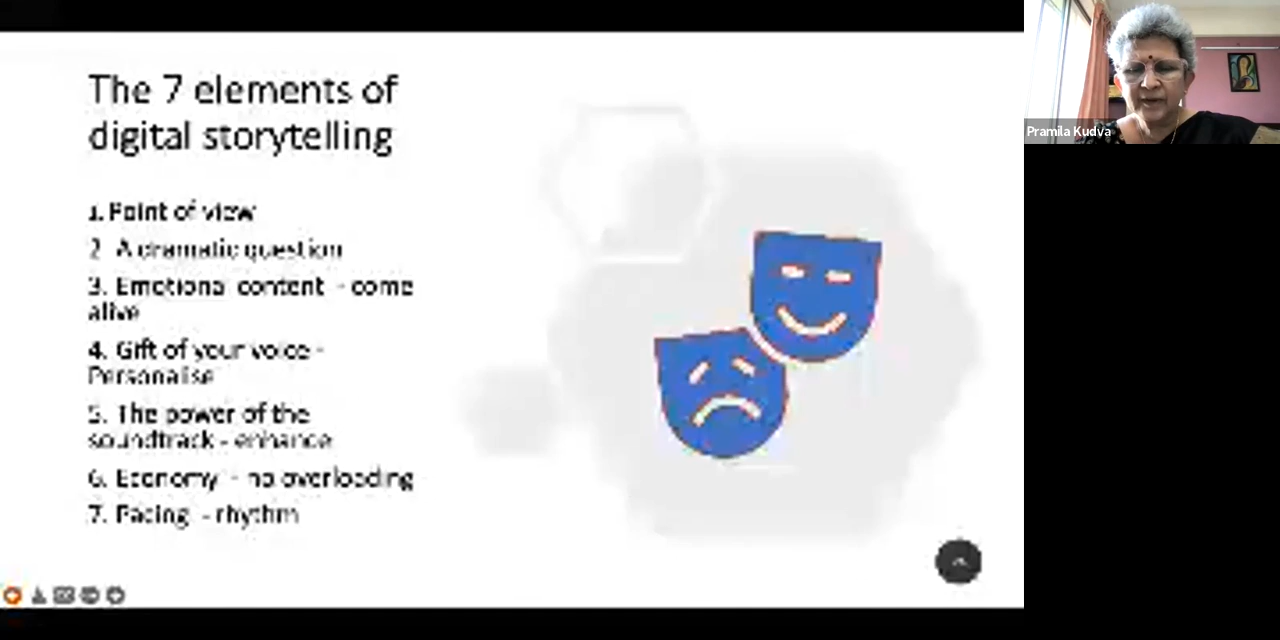 The 7 elements of
digital storytelling
1. Point of view
2 A dramatic question
3. Emotional content - come
alive
4. Gift of your voice -
Personalise
5. The power of the
soundtrack - enhance
6. Economy - no overloading
7. Pacing - rhythm
Pramila Kudva